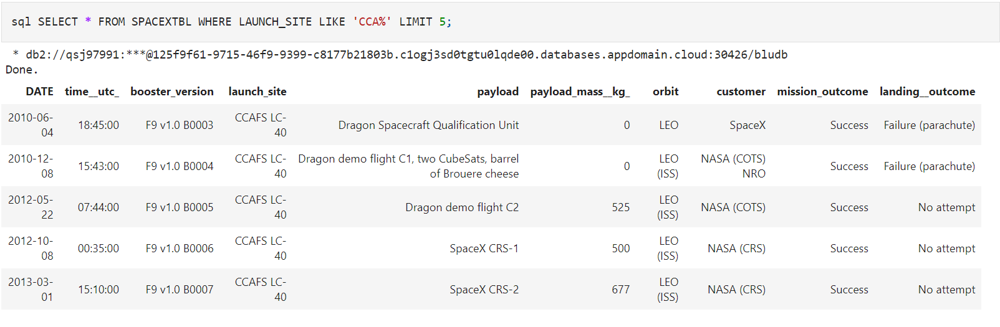 sql SELECT * FROM SPACEXTBL WHERE LAUNCH_SITE LIKE 'CCA%' LIMIT 5;
* db2://qsj97991:***@125f9f61-9715-46f9-9399-c8177b21803b.c1ogj3sd0tgtu0lqde00.databases.appdomain.cloud:30426/bludb
Done.
DATE time__utc_ booster_version launch_site payload payload_mass__kg_ orbit customer mission_outcome landing__outcome
2010-06-04 18:45:00 F9 v1.0 B0003 CCAFS LC-40 Dragon Spacecraft Qualification Unit 0 LEO SpaceX Success Failure (parachute)
2010-12-08 15:43:00 F9 v1.0 B0004 CCAFS LC-40 Dragon demo flight C1, two CubeSats, barrel of Brouere cheese 0 LEO (ISS) NASA (COTS) NRO Success Failure (parachute)
2012-05-22 07:44:00 F9 v1.0 B0005 CCAFS LC-40 Dragon demo flight C2 525 LEO (ISS) NASA (COTS) Success No attempt
2012-10-08 00:35:00 F9 v1.0 B0006 CCAFS LC-40 SpaceX CRS-1 500 LEO (ISS) NASA (CRS) Success No attempt
2013-03-01 15:10:00 F9 v1.0 B0007 CCAFS LC-40 SpaceX CRS-2 677 LEO (ISS) NASA (CRS) Success No attempt